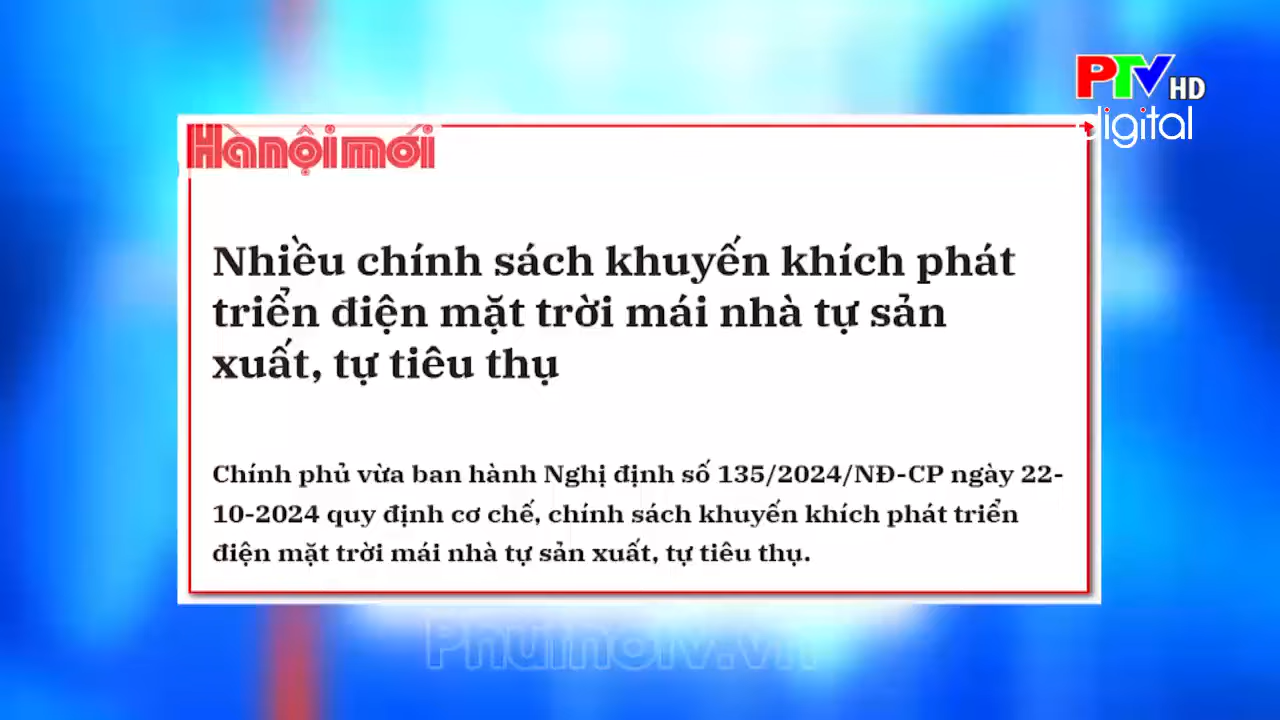 PTV HD
digital
Hànộimới
Nhiều chính sách khuyến khích phát
triển điện mặt trời mái nhà tự sản
xuất, tự tiêu thụ
Chính phủ vừa ban hành Nghị định số 135/2024/NĐ-CP ngày 22-
10-2024 quy định cơ chế, chính sách khuyến khích phát triển
điện mặt trời mái nhà tự sản xuất, tự tiêu thụ.